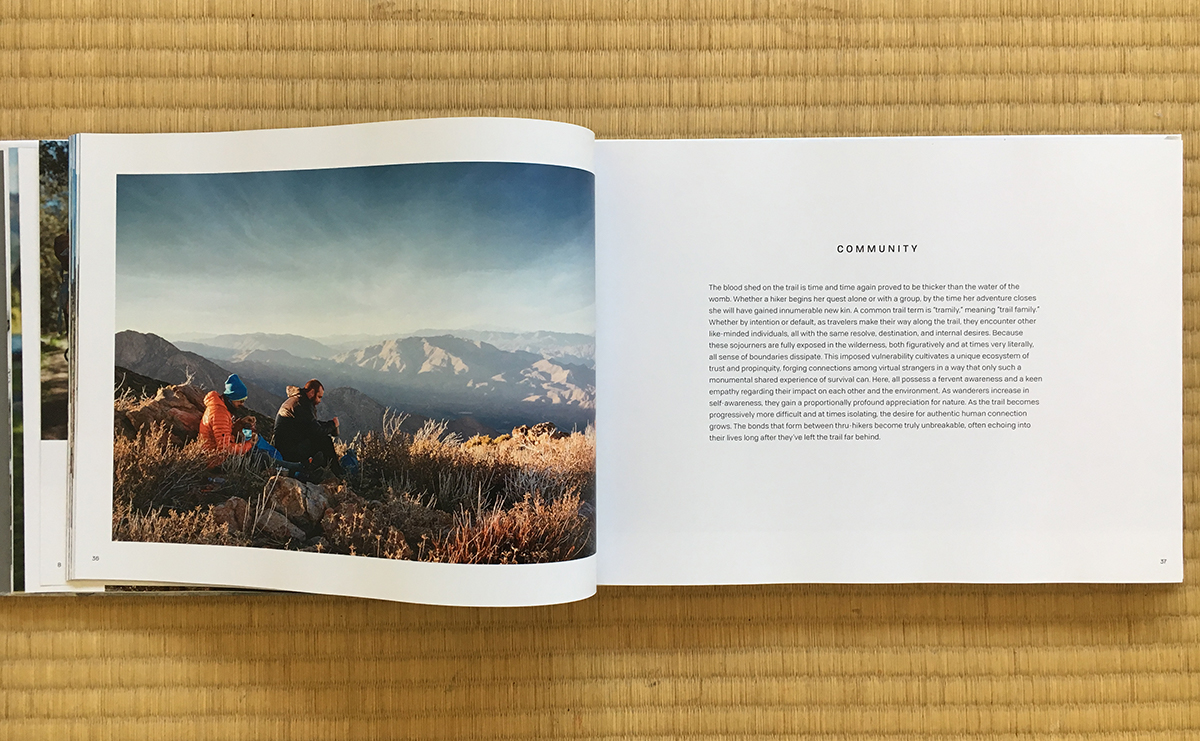 COMMUNITY
The blood shed on the trail is time and time again proved to be thicker than the water of the
womb. Whether a hiker begins her quest alone or with a group, by the time her adventure closes
she will have gained innumerable new kin. A common trail term is "tramily," meaning "trail family."
Whether by intention or default, as travelers make their way along the trail, they encounter other
like-minded individuals, all with the same resolve, destination, and internal desires. Because
these sojourners are fully exposed in the wilderness, both figuratively and at times very literally,
all sense of boundaries dissipate. This imposed vulnerability cultivates a unique ecosystem of
trust and propinquity, forging connections among virtual strangers in a way that only such a
monumental shared experience of survival can. Here, all possess a fervent awareness and a keen
empathy regarding their impact on each other and the environment. As wanderers increase in
self-awareness, they gain a proportionally profound appreciation for nature. As the trail becomes
progressively more difficult and at times isolating, the desire for authentic human connection
grows. The bonds that form between thru-hikers become truly unbreakable, often echoing into
their lives long after they've left the trail far behind.
9
37